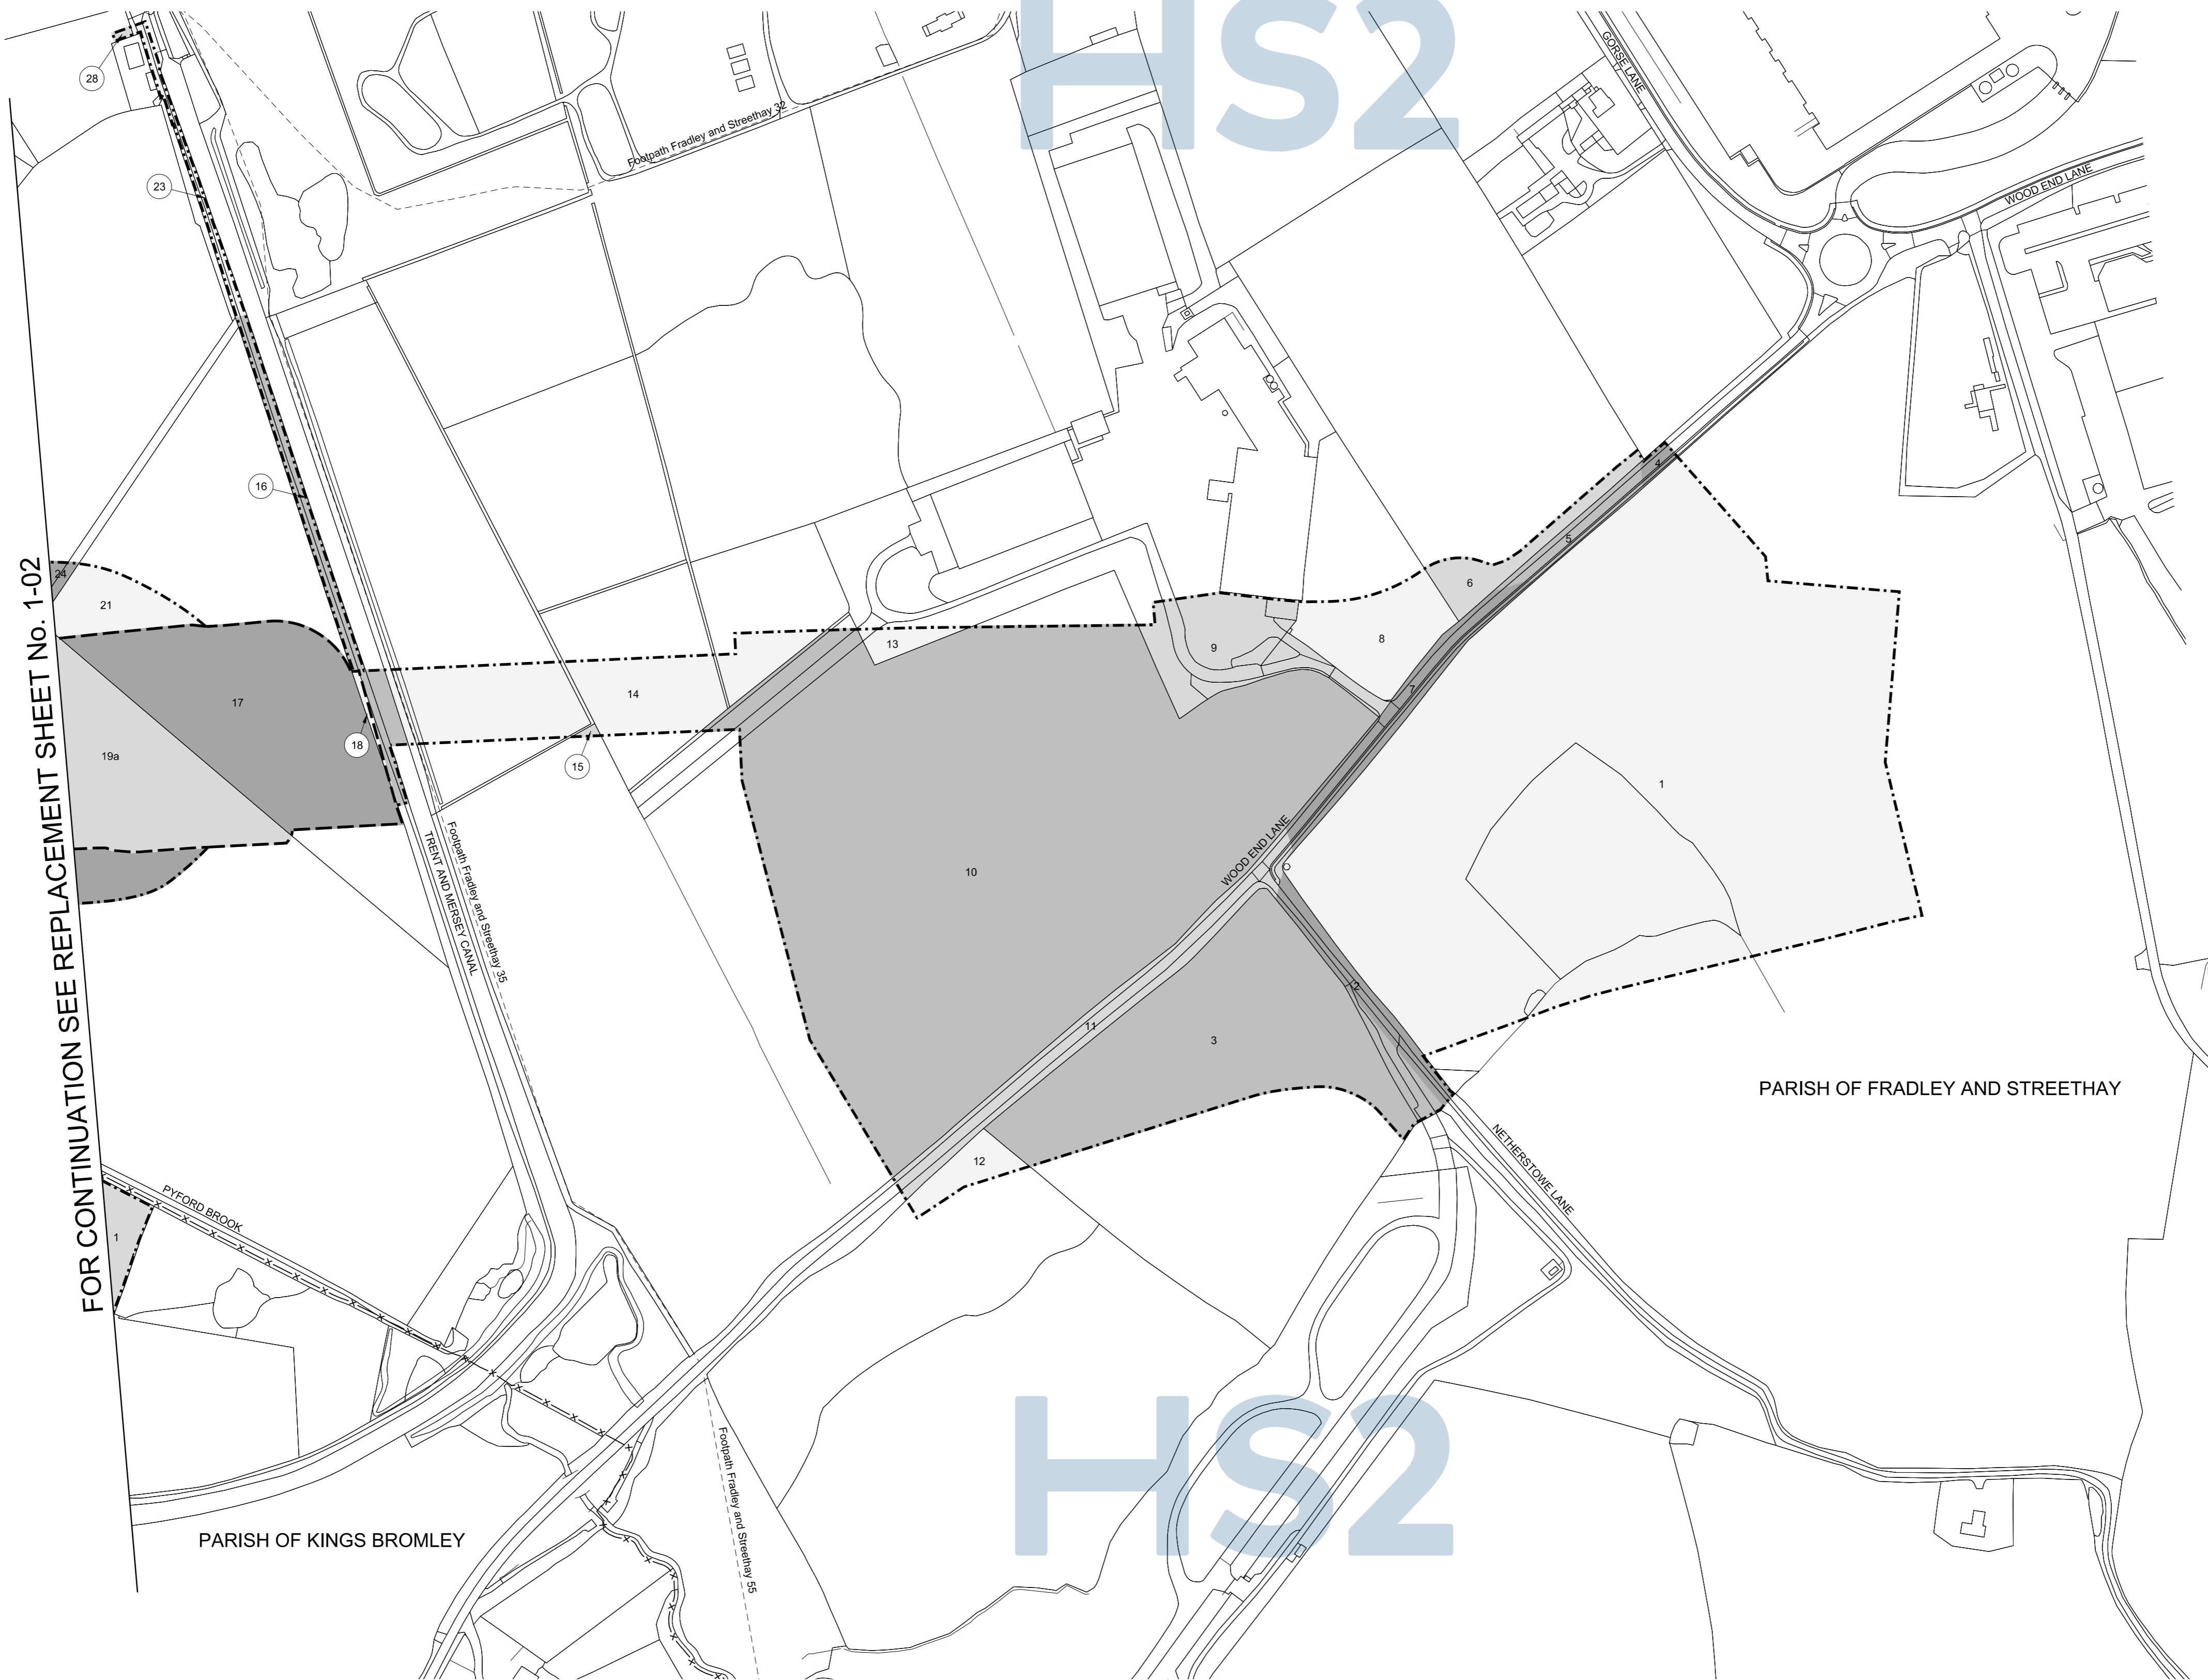 HS2
GORSE LANE
28
Footpath Fradley and Streethay 32
23
WOOD END LANE
16
4
5
FOR CONTINUATION SEE REPLACEMENT SHEET No. 1-02
24
21
6
13
8
9
14
7
17
18
19a
15
1
WOOD END LANE
10
TRENT AND MERSEY CANAL
Footpath Fradley and Streethay 35
2
11
3
PARISH OF FRADLEY AND STREETHAY
12
NETHERSTOWE LANE
PYFORD BROOK
1
HS2
Footpath Fradley and Streethay 55
PARISH OF KINGS BROMLEY